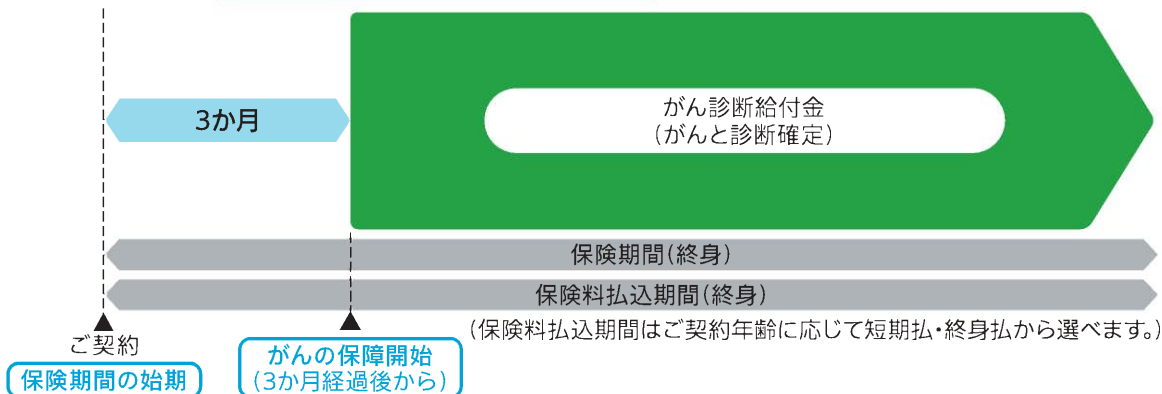 3か月
がん診断給付金
(がんと診断確定)
保険期間(終身)
保険料払込期間(終身)
(保険料払込期間はご契約年齢に応じて短期払・終身払から選べます。)
ご契約
保険期間の始期
がんの保障開始
(3か月経過後から)